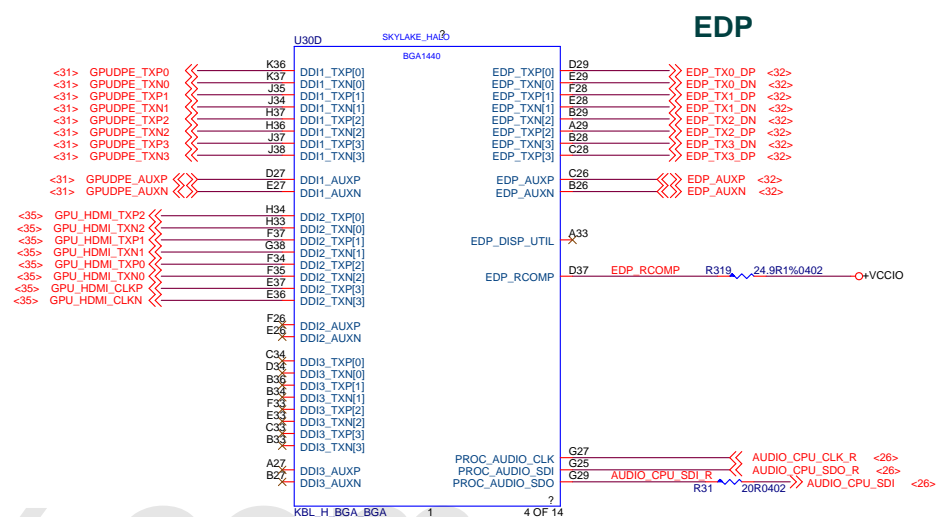 EDP
SKYLAKE_HALO
?
U30D
BGA1440
<31> GPUDPE_TXP0 K36 DDI1_TXP[0] EDP_TXP[0] D29 EDP_TX0_DP <32>
<31> GPUDPE_TXN0 K37 DDI1_TXN[0] EDP_TXN[0] E29 EDP_TX0_DN <32>
<31> GPUDPE_TXP1 J35 DDI1_TXP[1] EDP_TXP[1] F28 EDP_TX1_DP <32>
<31> GPUDPE_TXN1 J34 DDI1_TXN[1] EDP_TXN[1] E28 EDP_TX1_DN <32>
<31> GPUDPE_TXP2 H37 DDI1_TXP[2] EDP_TXN[2] B29 EDP_TX2_DN <32>
<31> GPUDPE_TXN2 H36 DDI1_TXN[2] EDP_TXP[2] A29 EDP_TX2_DP <32>
<31> GPUDPE_TXP3 J37 DDI1_TXP[3] EDP_TXN[3] B28 EDP_TX3_DN <32>
<31> GPUDPE_TXN3 J38 DDI1_TXN[3] EDP_TXP[3] C28 EDP_TX3_DP <32>
<31> GPUDPE_AUXP D27 DDI1_AUXP EDP_AUXP C26 EDP_AUXP <32>
<31> GPUDPE_AUXN E27 DDI1_AUXN EDP_AUXN B26 EDP_AUXN <32>
<35> GPU_HDMI_TXP2 H34 DDI2_TXP[0]
<35> GPU_HDMI_TXN2 H33 DDI2_TXN[0]
<35> GPU_HDMI_TXP1 F37 DDI2_TXP[1]
<35> GPU_HDMI_TXN1 G38 DDI2_TXN[1] EDP_DISP_UTIL A33
<35> GPU_HDMI_TXP0 F34 DDI2_TXP[2]
<35> GPU_HDMI_TXN0 F35 DDI2_TXN[2] EDP_RCOMP D37 EDP_RCOMP R319 24.9R1%0402 +VCCIO
<35> GPU_HDMI_CLKP E37 DDI2_TXP[3]
<35> GPU_HDMI_CLKN E36 DDI2_TXN[3]
F26 DDI2_AUXP
E26 DDI2_AUXN
C34 DDI3_TXP[0]
D34 DDI3_TXN[0]
B36 DDI3_TXP[1]
B34 DDI3_TXN[1]
F33 DDI3_TXP[2]
E33 DDI3_TXN[2]
C33 DDI3_TXP[3]
B33 DDI3_TXN[3]
PROC_AUDIO_CLK G27 AUDIO_CPU_CLK_R <26>
A27 DDI3_AUXP PROC_AUDIO_SDI G25 AUDIO_CPU_SDO_R <26>
B27 DDI3_AUXN PROC_AUDIO_SDO G29 AUDIO_CPU_SDI_R R31 20R0402 AUDIO_CPU_SDI <26>
?
KBL_H_BGA_BGA 1 4 OF 14